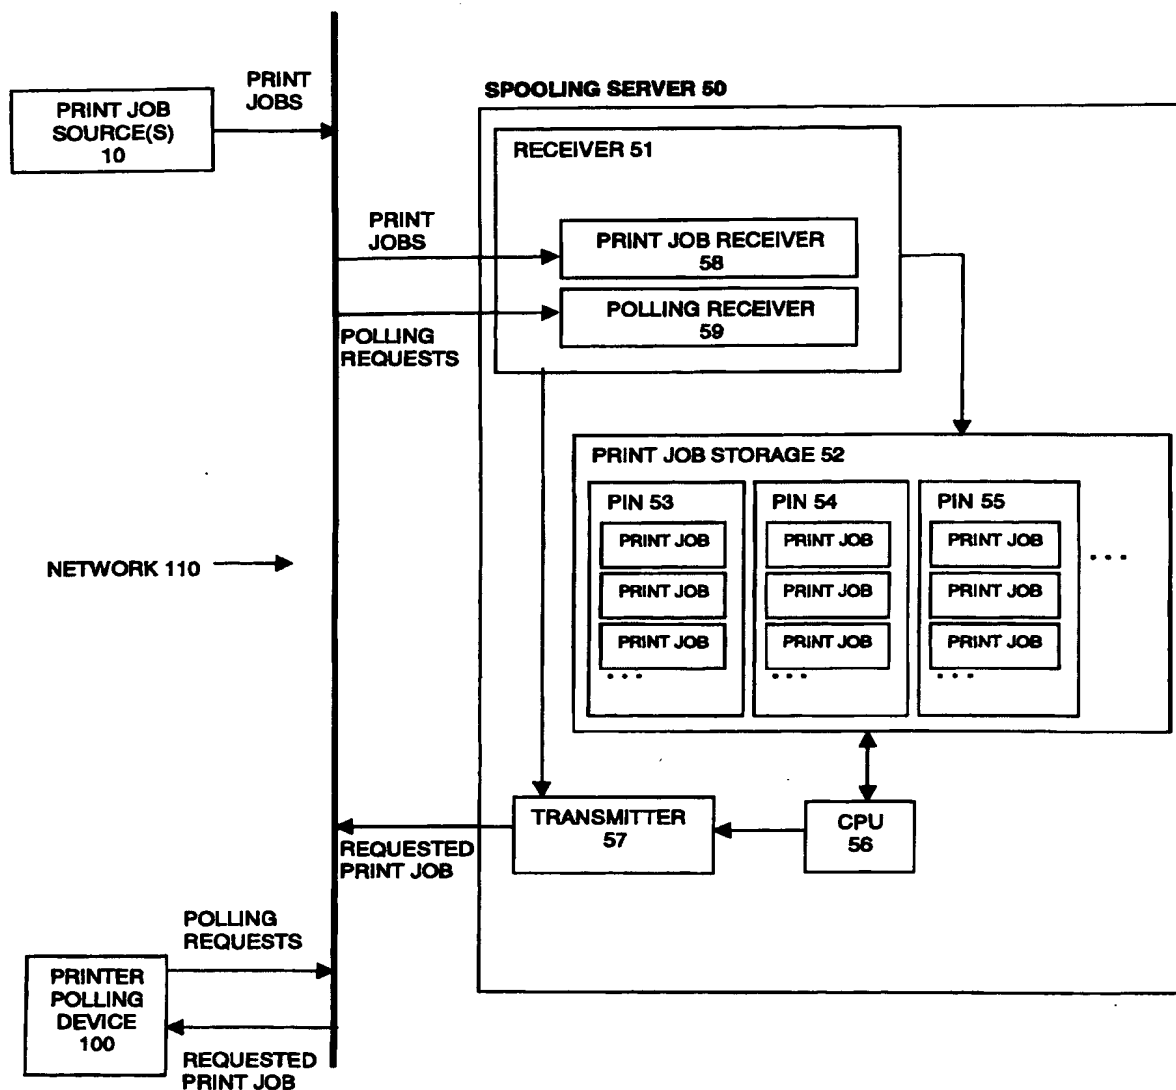 PRINT
JOBS
PRINT JOB
SOURCE(S)
10
SPOOLING SERVER 50
RECEIVER 51
PRINT
JOBS
PRINT JOB RECEIVER
58
POLLING RECEIVER
59
POLLING
REQUESTS
PRINT JOB STORAGE 52
PIN 53
PRINT JOB
PRINT JOB
PRINT JOB
...
PIN 54
PRINT JOB
PRINT JOB
PRINT JOB
...
PIN 55
PRINT JOB
PRINT JOB
PRINT JOB
...
...
NETWORK 110
TRANSMITTER
57
CPU
56
REQUESTED
PRINT JOB
POLLING
REQUESTS
PRINTER
POLLING
DEVICE
100
REQUESTED
PRINT JOB